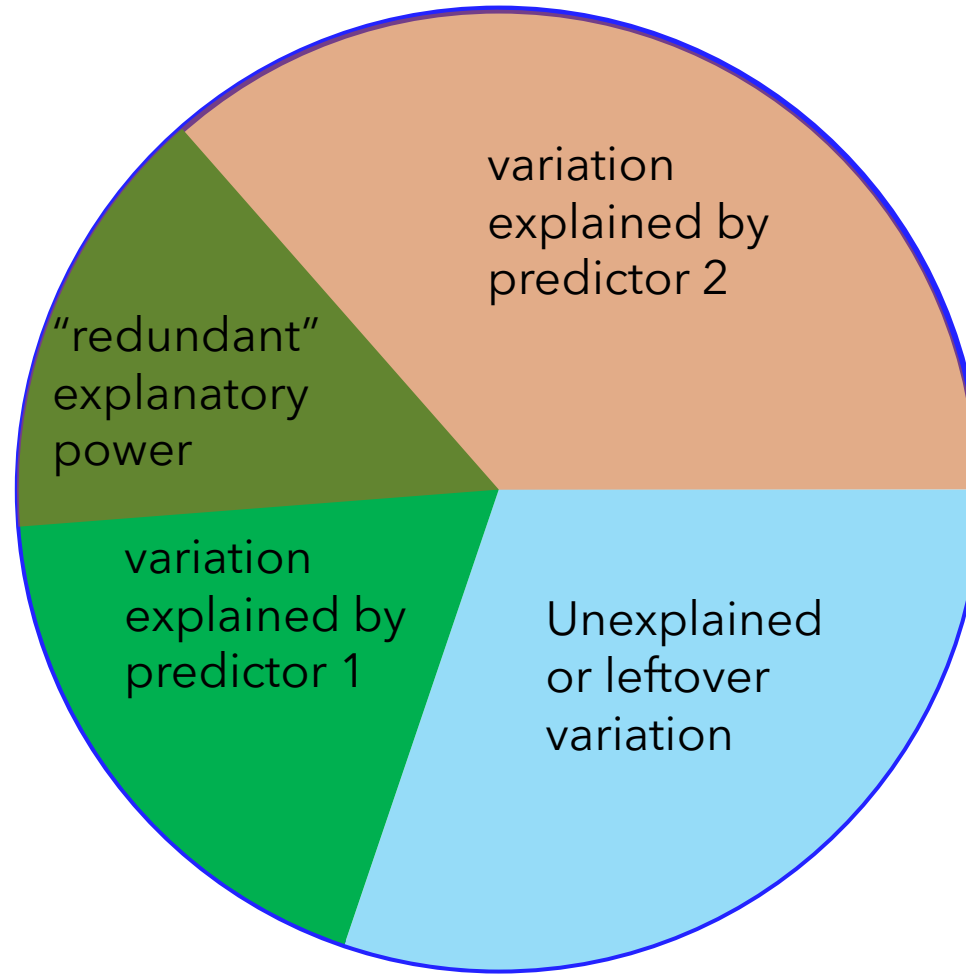 variation
explained by
predictor 2
“redundant”
explanatory
power
variation
explained by
predictor 1
Unexplained
or leftover
variation